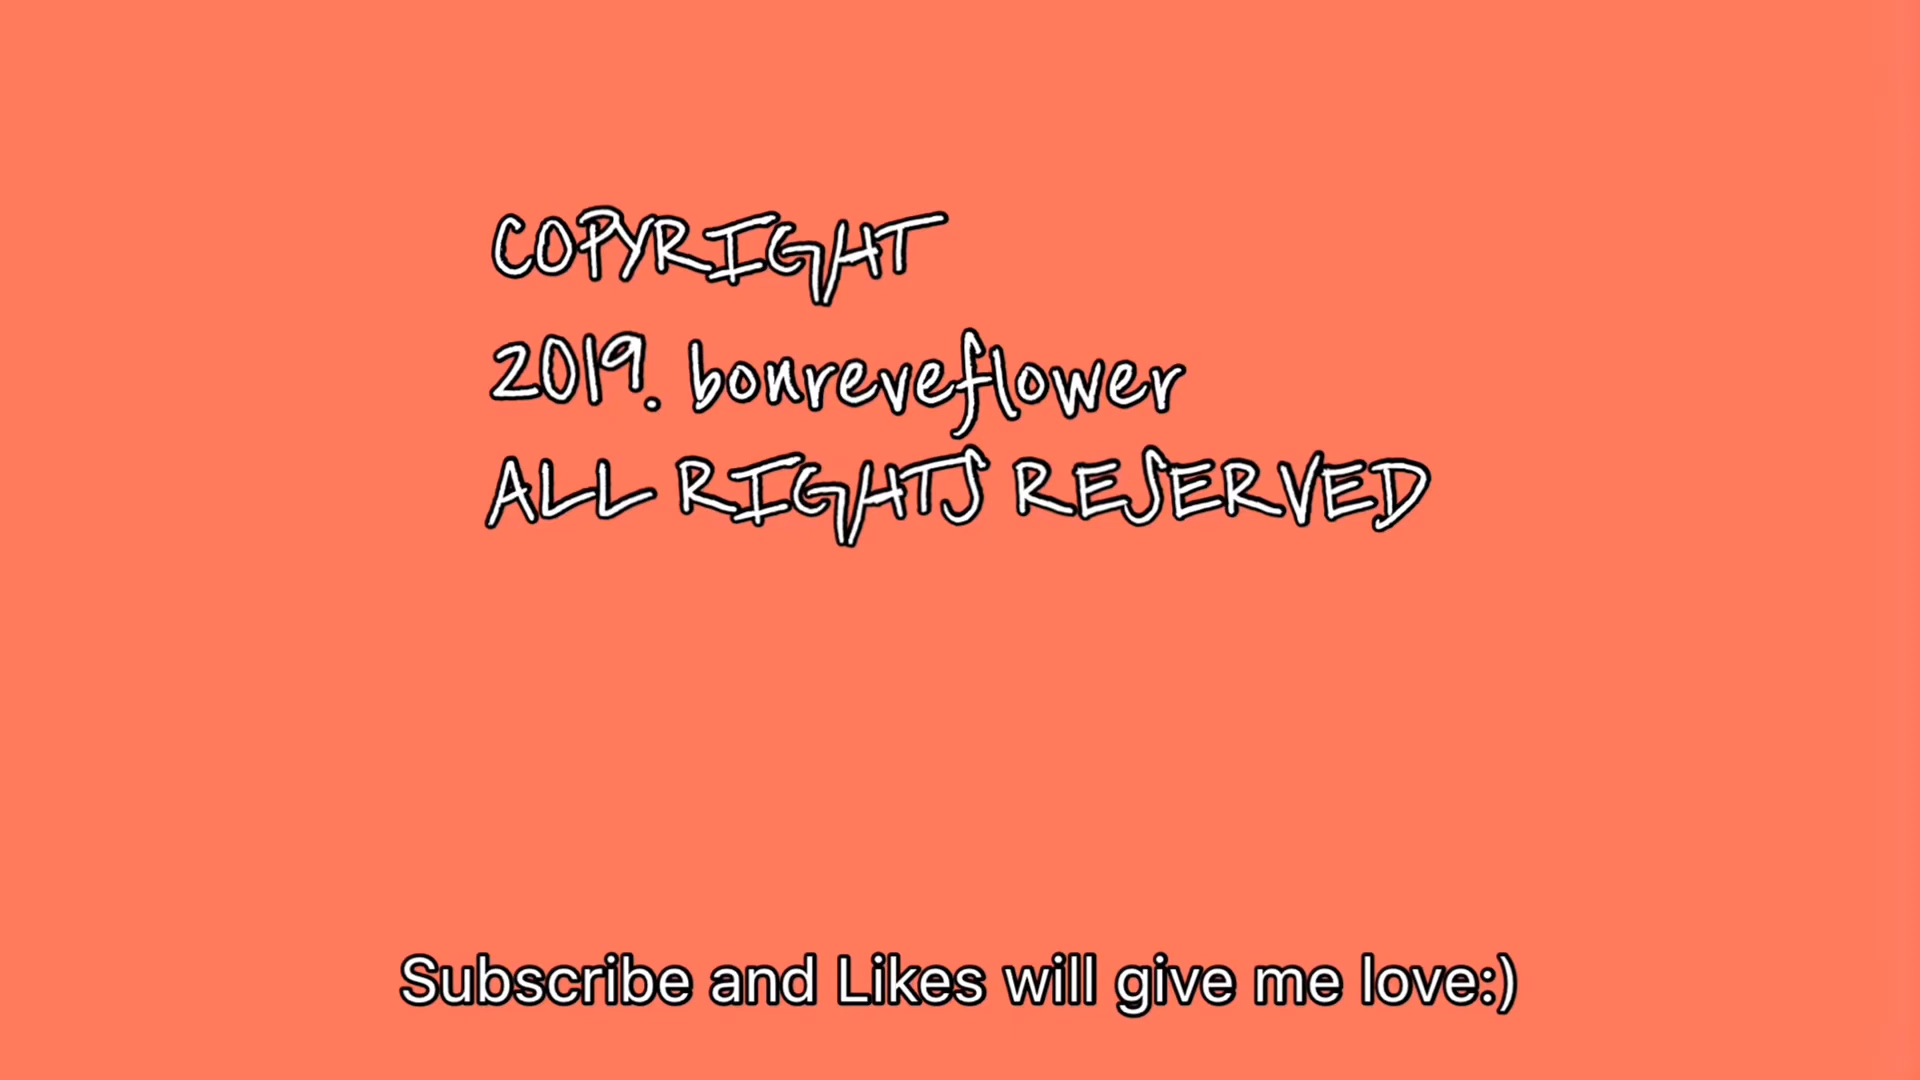 COPYRIGHT
2019. bonreveflower
ALL RIGHTS RESERVED
Subscribe and Likes will give me love:)